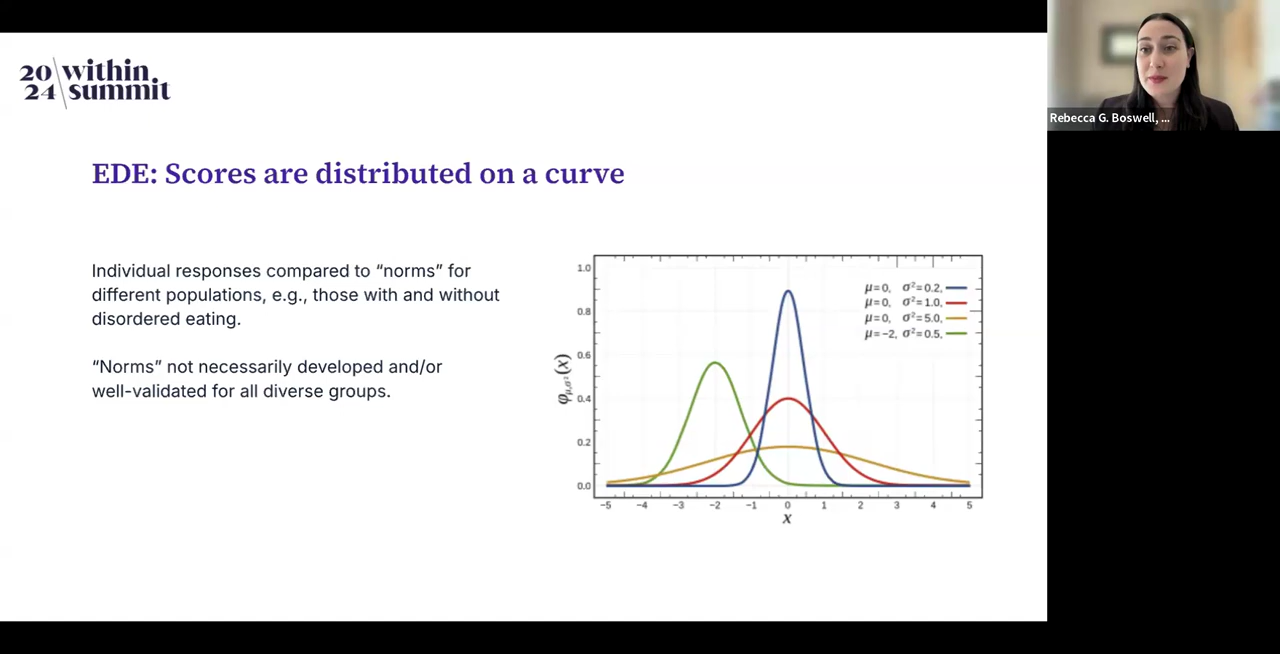 20 within
24 summit
Rebecca G. Boswell, ...
EDE: Scores are distributed on a curve
Individual responses compared to “norms” for
different populations, e.g., those with and without
disordered eating.
“Norms” not necessarily developed and/or
well-validated for all diverse groups.
φμ,σ²(x)
1.0
0.8
0.6
0.4
0.2
0.0
μ=0, σ²=0.2,
μ=0, σ²=1.0,
μ=0, σ²=5.0,
μ=−2, σ²=0.5,
−5 −4 −3 −2 −1 0 1 2 3 4 5
x